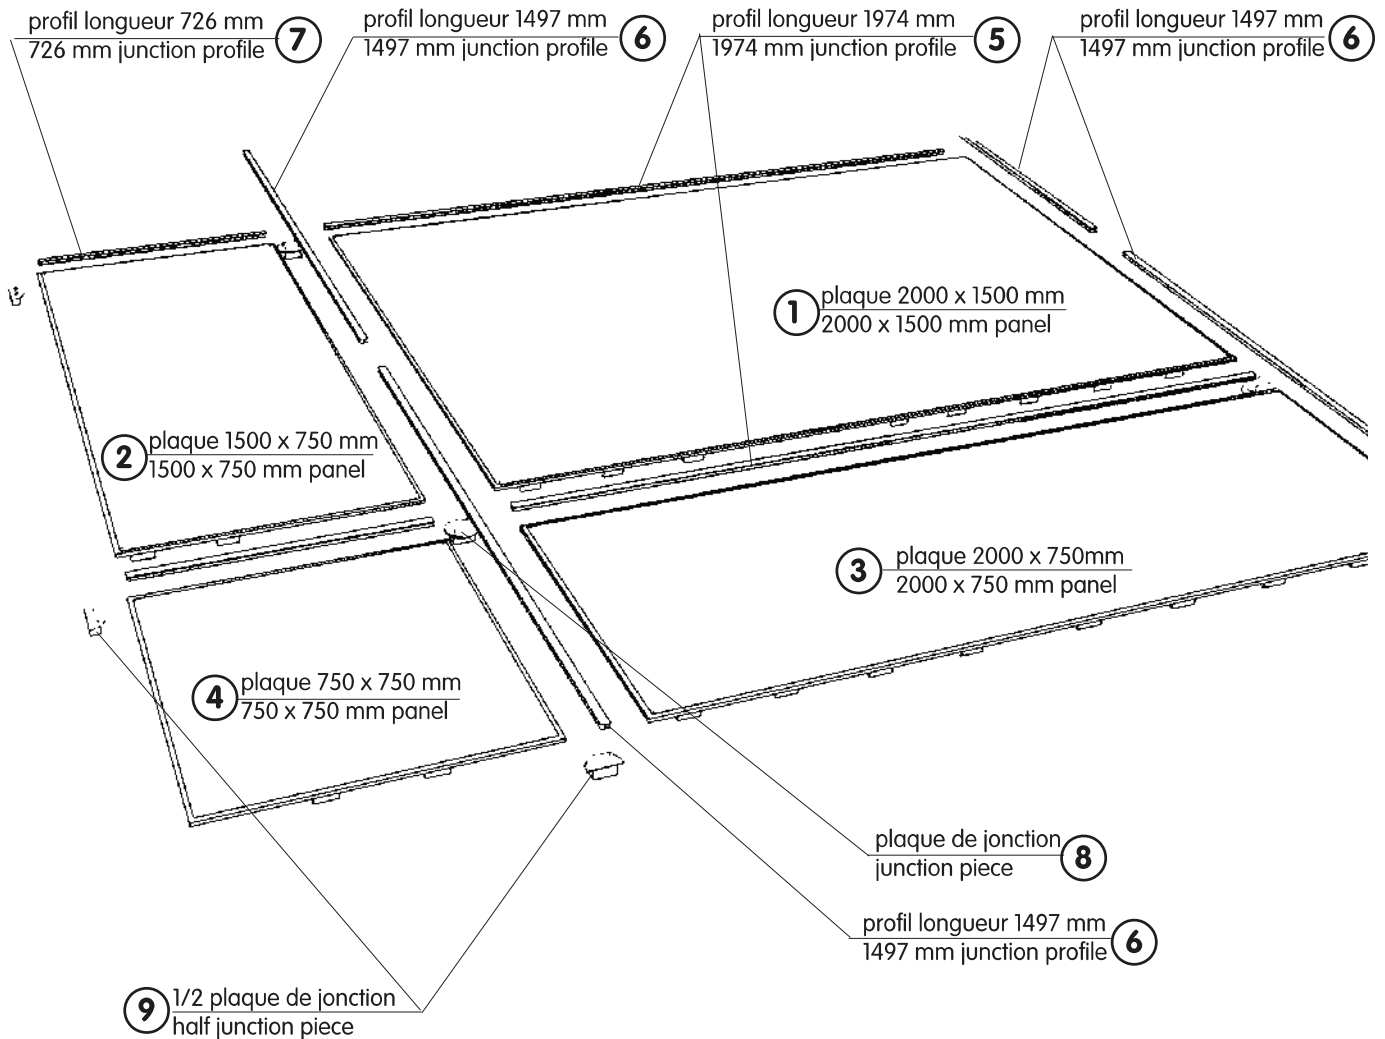 profil longueur 726 mm
726 mm junction profile
7
profil longueur 1497 mm
1497 mm junction profile
6
profil longueur 1974 mm
1974 mm junction profile
5
profil longueur 1497 mm
1497 mm junction profile
6
1
plaque 2000 x 1500 mm
2000 x 1500 mm panel
2
plaque 1500 x 750 mm
1500 x 750 mm panel
3
plaque 2000 x 750mm
2000 x 750 mm panel
4
plaque 750 x 750 mm
750 x 750 mm panel
plaque de jonction
junction piece
8
profil longueur 1497 mm
1497 mm junction profile
6
9
1/2 plaque de jonction
half junction piece